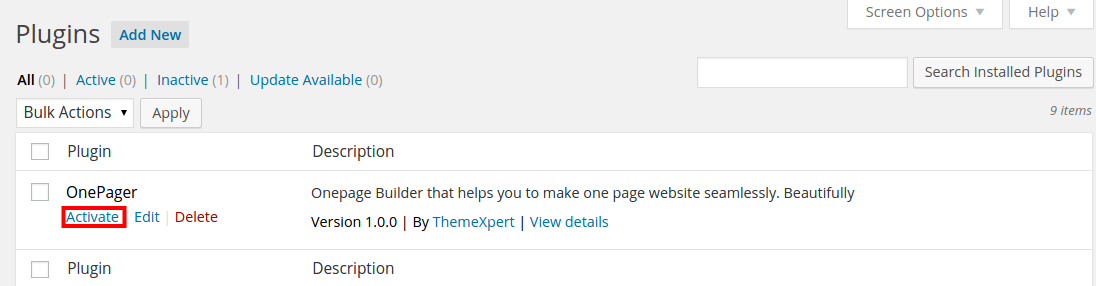 Screen Options Help
Plugins Add New
All (0) | Active (0) | Inactive (1) | Update Available (0)
Search Installed Plugins
Bulk Actions Apply
9 items
Plugin Description
OnePager Onepage Builder that helps you to make one page website seamlessly. Beautifully
Activate | Edit | Delete Version 1.0.0 | By ThemeXpert | View details
Plugin Description